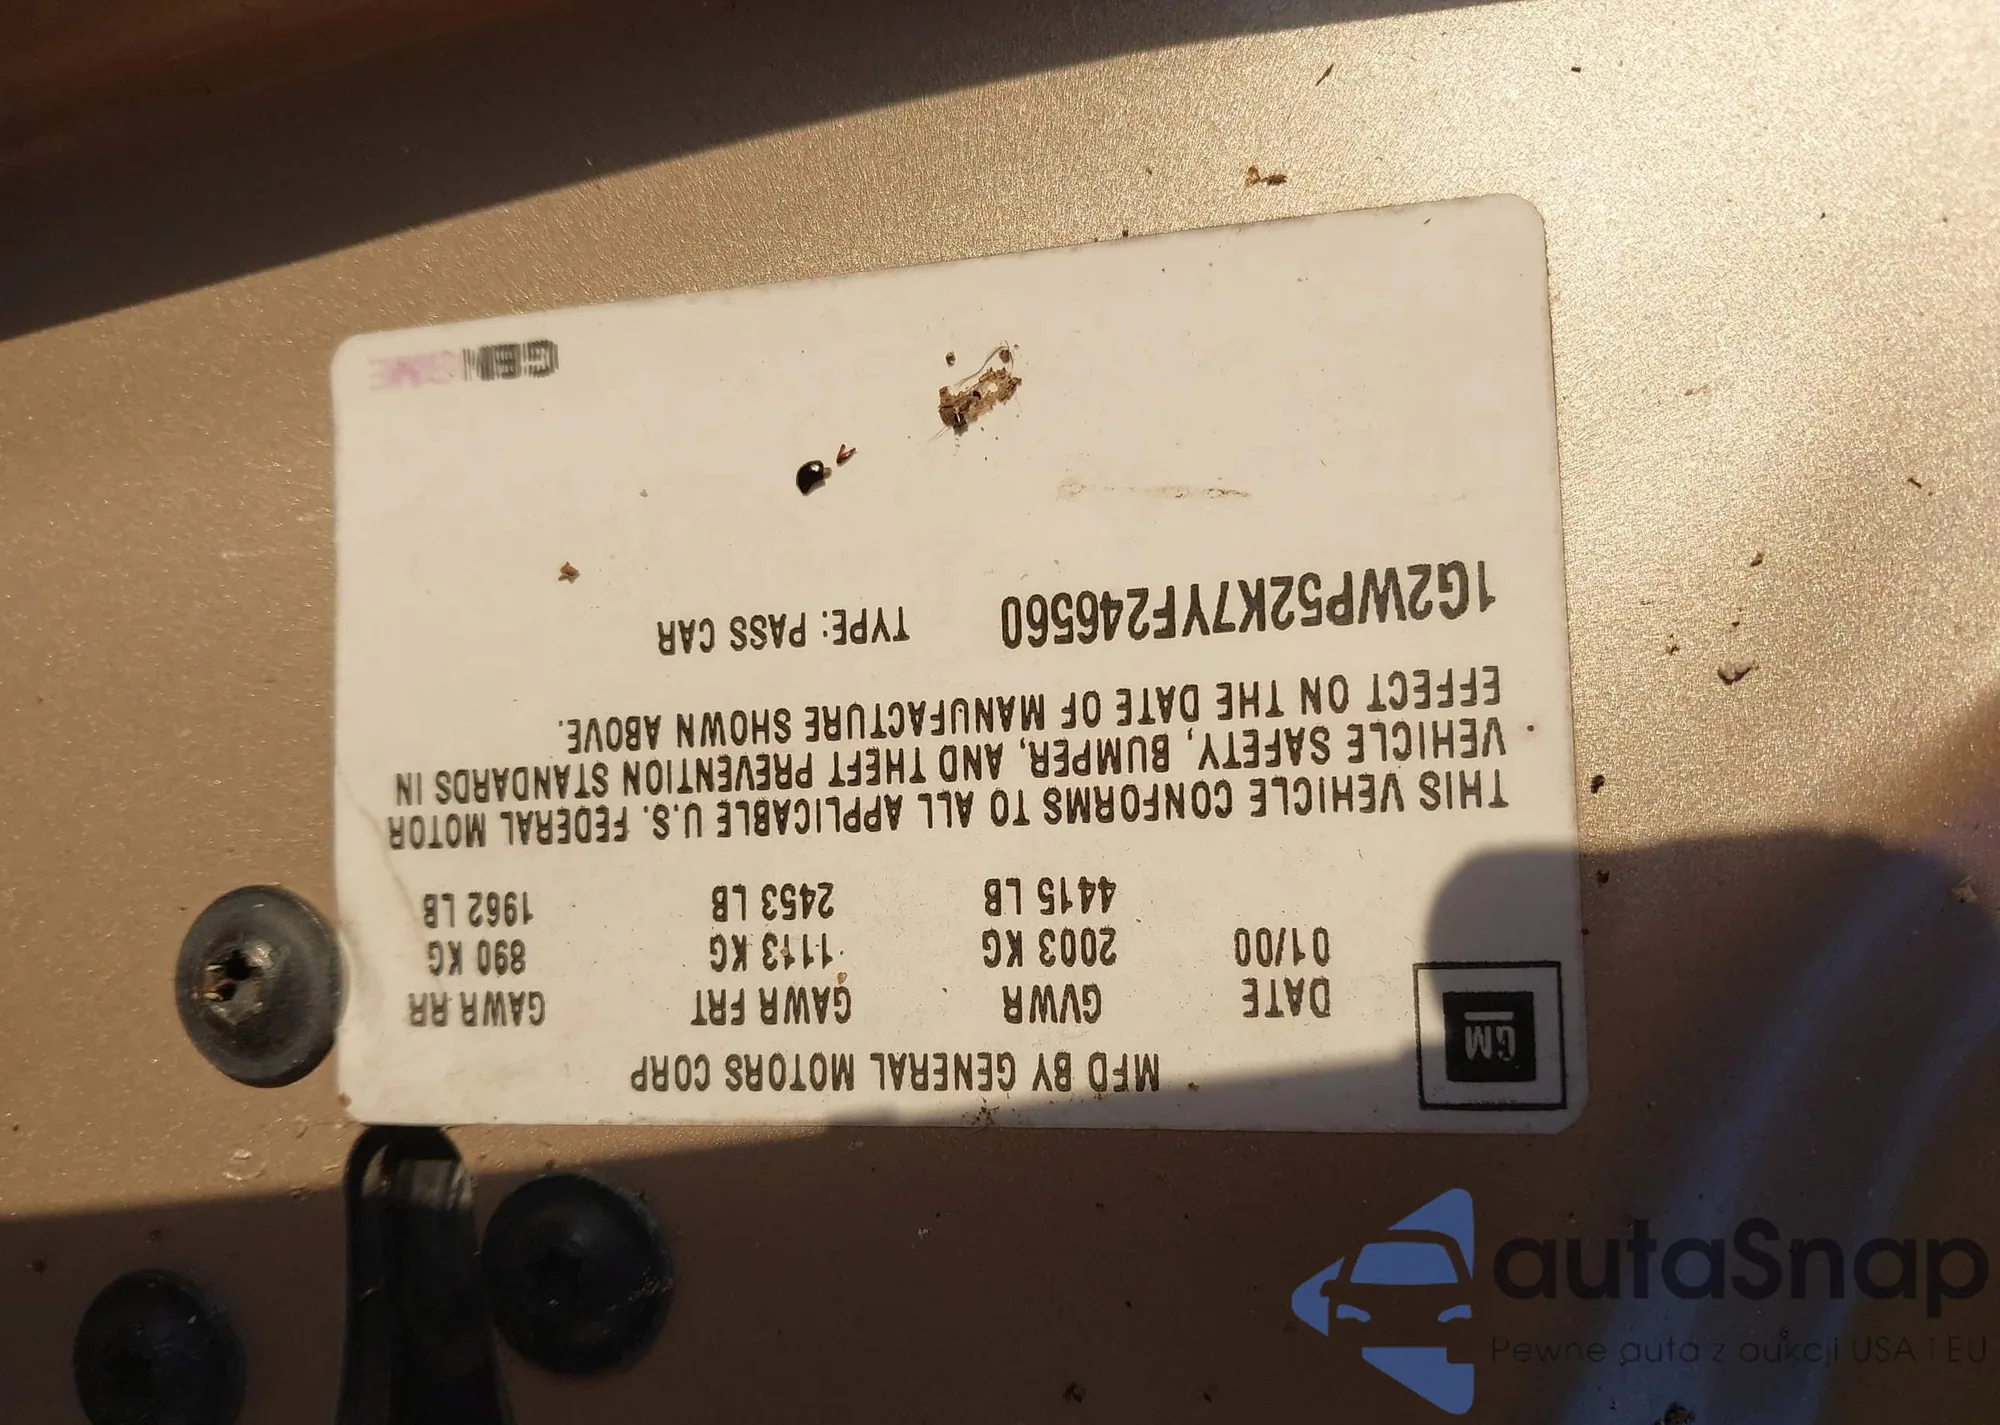 GM
MFD BY GENERAL MOTORS CORP
DATE GVWR GAWR FRT GAWR RR
01/00 2003 KG 1113 KG 890 KG
4415 LB 2453 LB 1962 LB
THIS VEHICLE CONFORMS TO ALL APPLICABLE U.S. FEDERAL MOTOR
VEHICLE SAFETY, BUMPER, AND THEFT PREVENTION STANDARDS IN
EFFECT ON THE DATE OF MANUFACTURE SHOWN ABOVE.
1G2WP52K7YF246560 TYPE: PASS CAR
autaSnap
Pewne auta z aukcji USA i EU